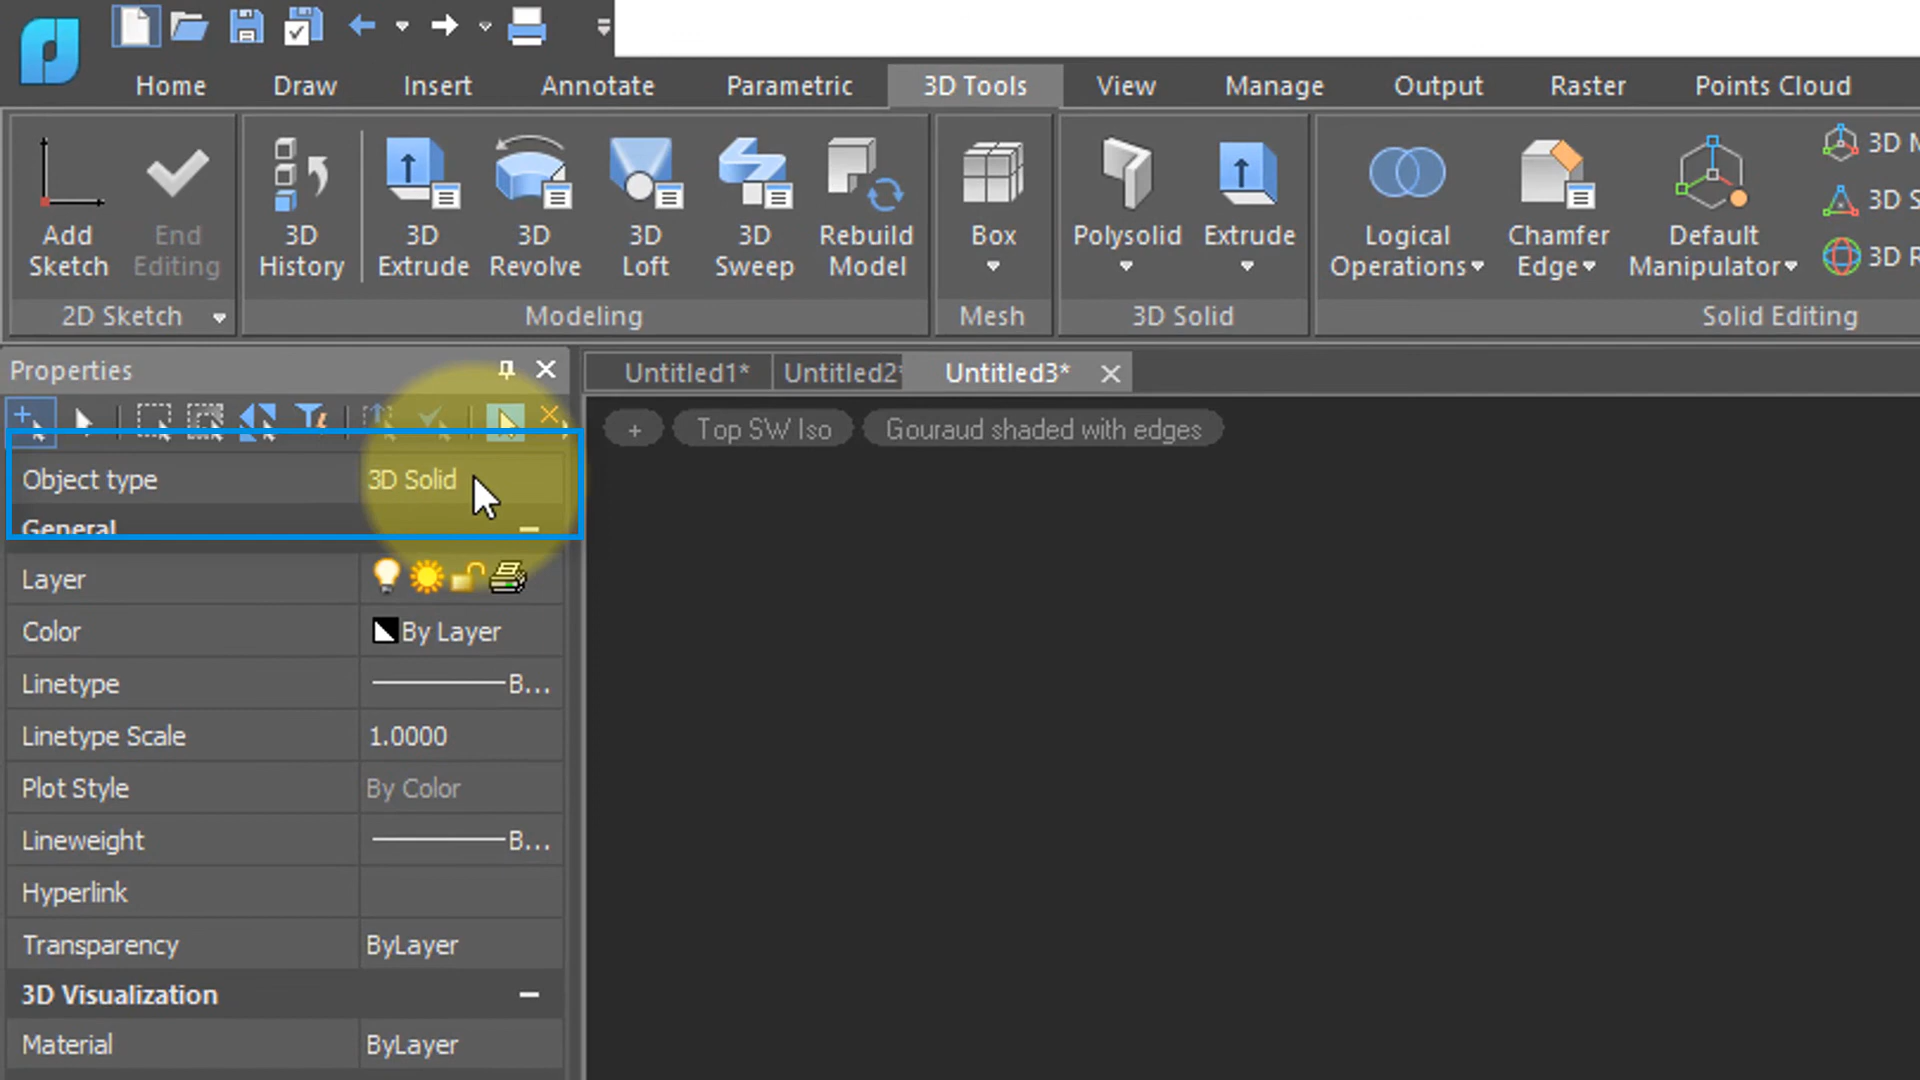 Home Draw Insert Annotate Parametric 3D Tools View Manage Output Raster Points Cloud
Add Sketch
End Editing
3D History
3D Extrude
3D Revolve
3D Loft
3D Sweep
Rebuild Model
Box
Polysolid
Extrude
Logical Operations
Chamfer Edge
Default Manipulator
3D M
3D S
3D R
2D Sketch
Modeling
Mesh
3D Solid
Solid Editing
Properties
Untitled1*
Untitled2*
Untitled3*
+ Top SW Iso Gouraud shaded with edges
Object type 3D Solid
General
Layer
Color By Layer
Linetype B...
Linetype Scale 1.0000
Plot Style By Color
Lineweight B...
Hyperlink
Transparency ByLayer
3D Visualization
Material ByLayer